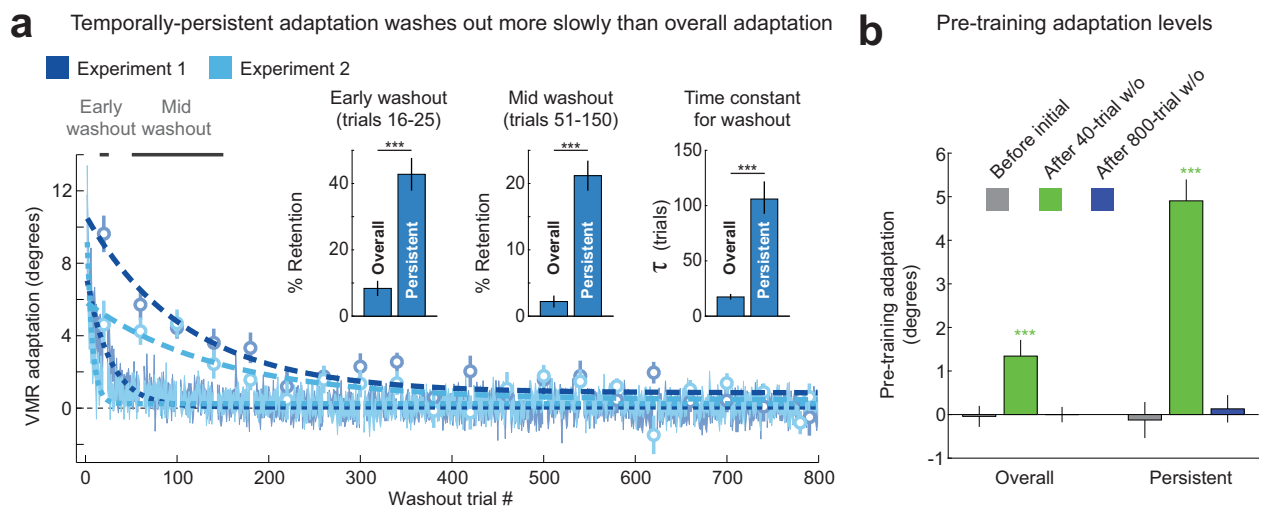 a Temporally-persistent adaptation washes out more slowly than overall adaptation
Experiment 1 Experiment 2
Early washout
Mid washout
Early washout
(trials 16-25)
Mid washout
(trials 51-150)
Time constant
for washout
% Retention
40
20
0
***
Overall
Persistent
% Retention
20
10
0
***
Overall
Persistent
τ (trials)
150
100
50
0
***
Overall
Persistent
VMR adaptation (degrees)
12
8
4
0
0 100 200 300 400 500 600 700 800
Washout trial #
b Pre-training adaptation levels
Before initial
After 40-trial w/o
After 800-trial w/o
Pre-training adaptation
(degrees)
6
5
4
3
2
1
0
-1
***
***
Overall Persistent